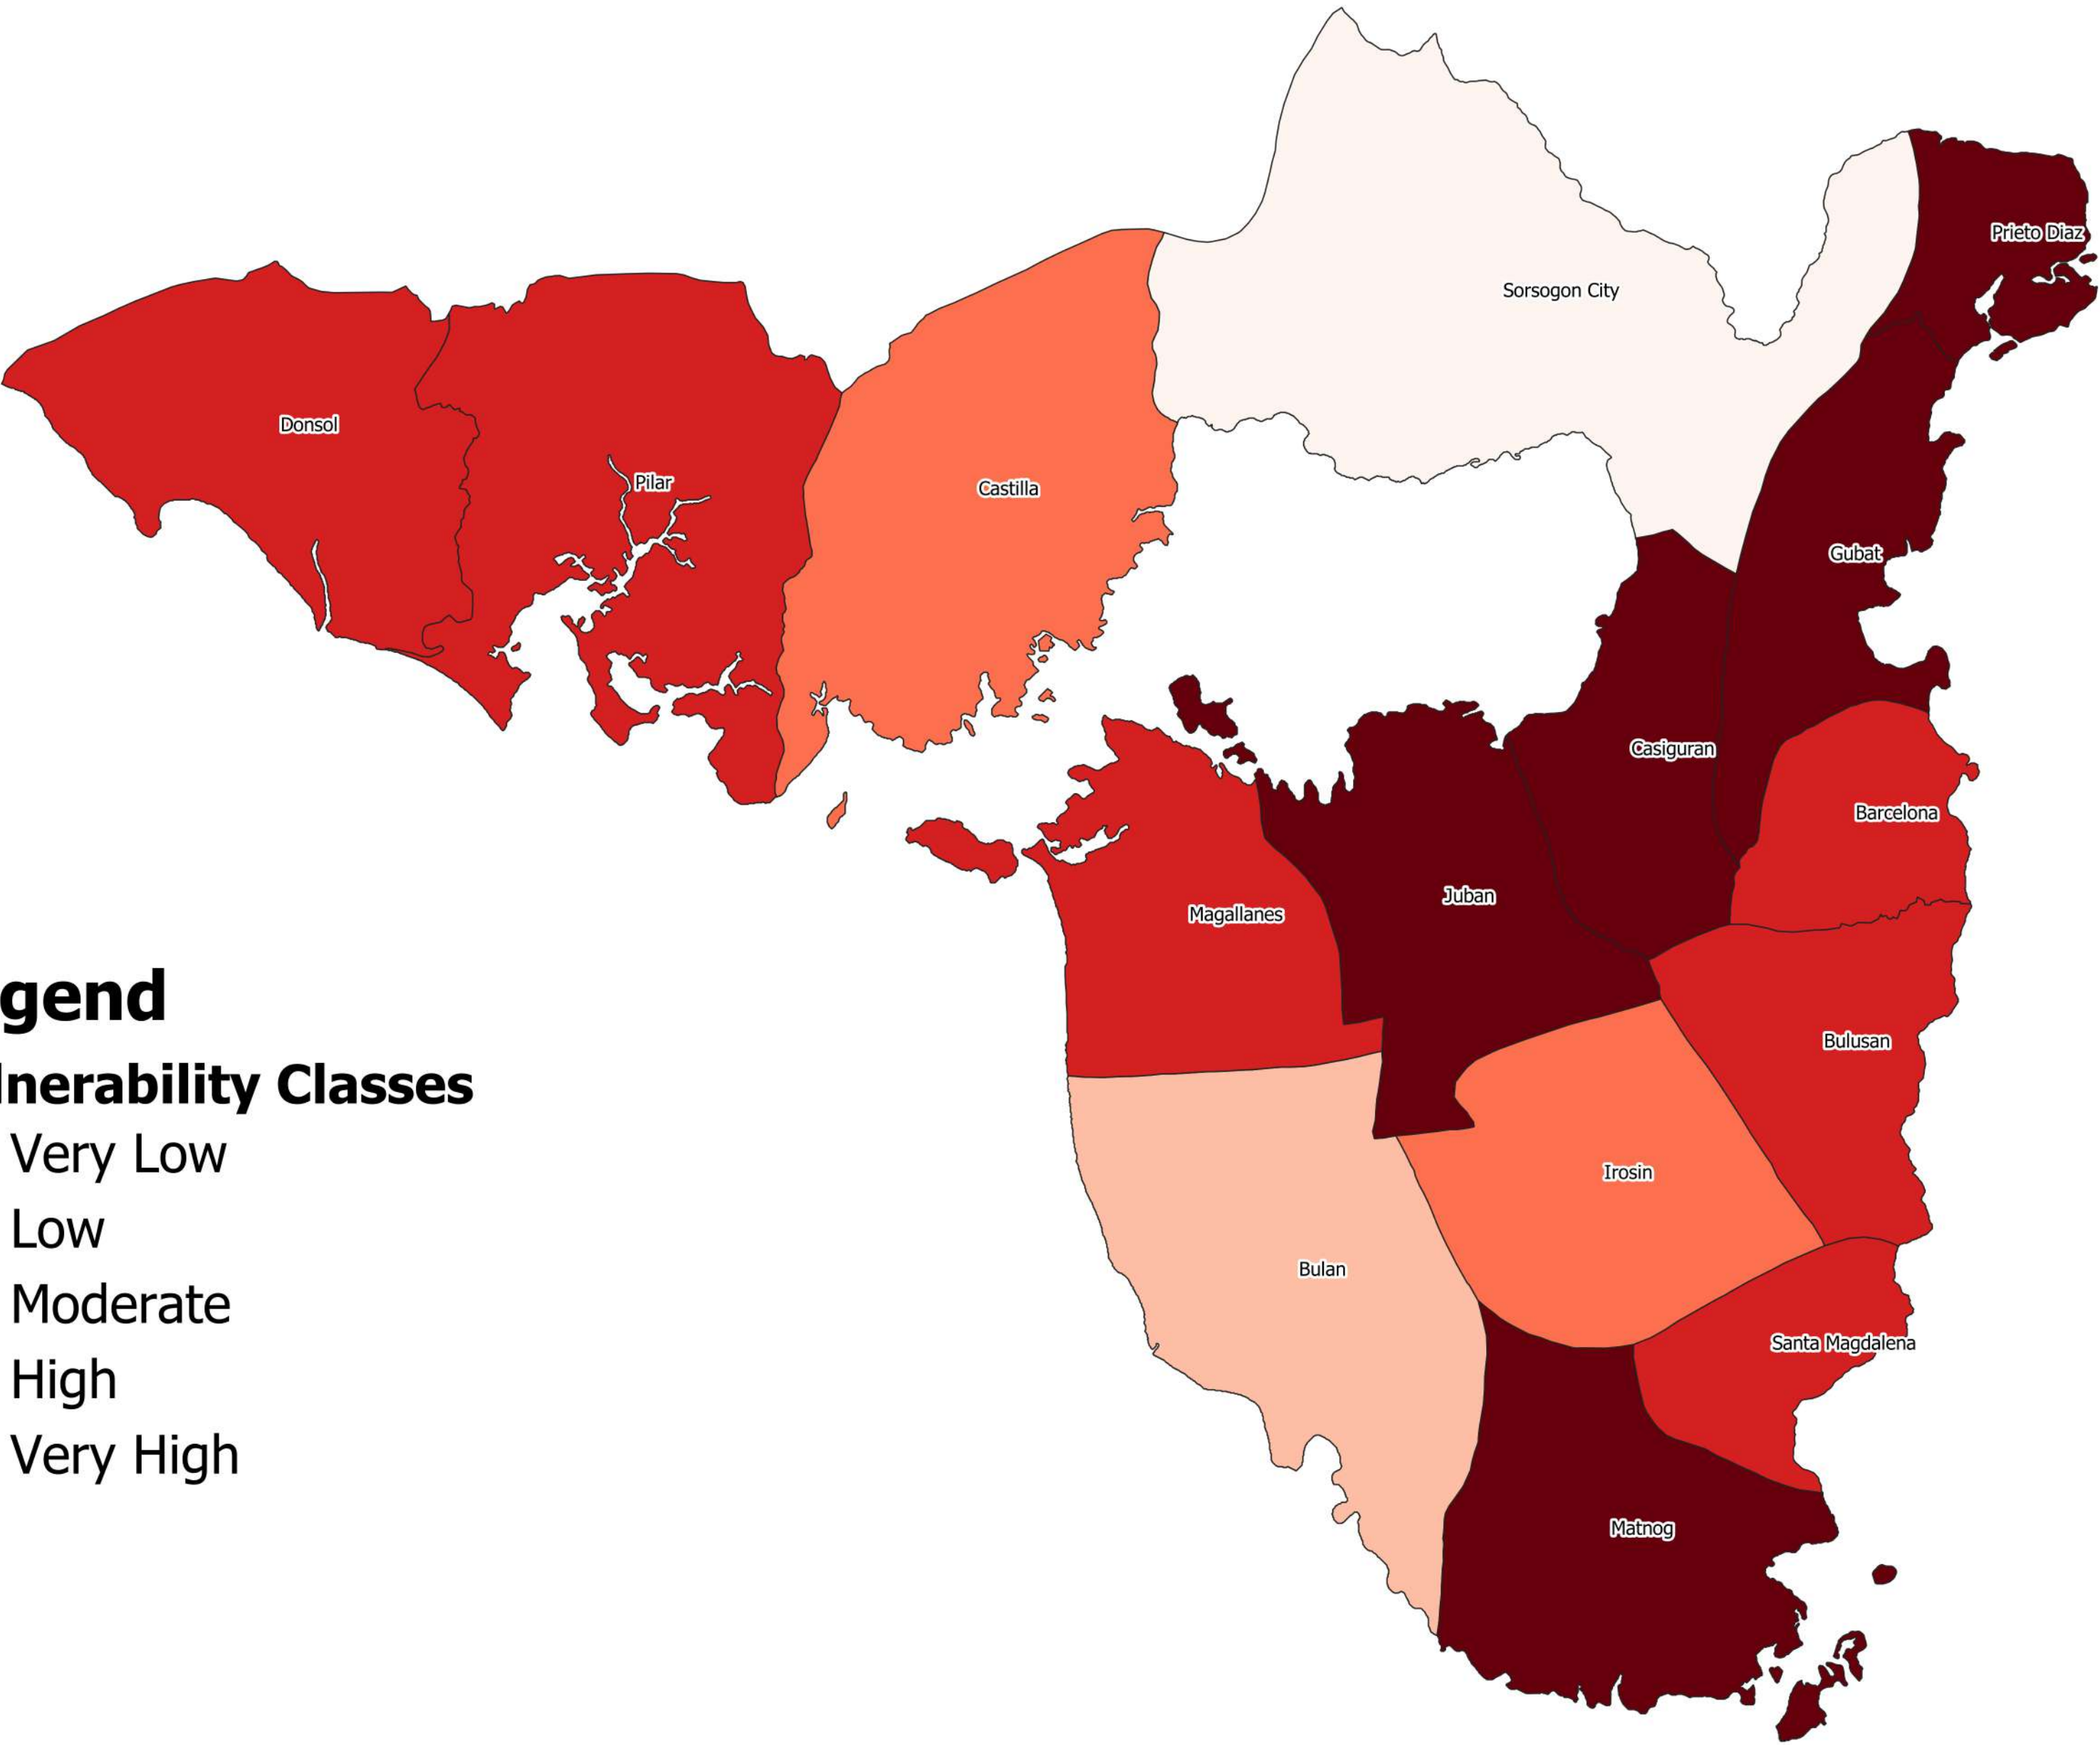 Prieto Diaz
Sorsogon City
Donsol
Pilar
Castilla
Gubat
Casiguran
Barcelona
Juban
Magallanes
gend
Bulusan
lnerability Classes
Very Low
Irosin
Low
Bulan
Moderate
Santa Magdalena
High
Very High
Matnog